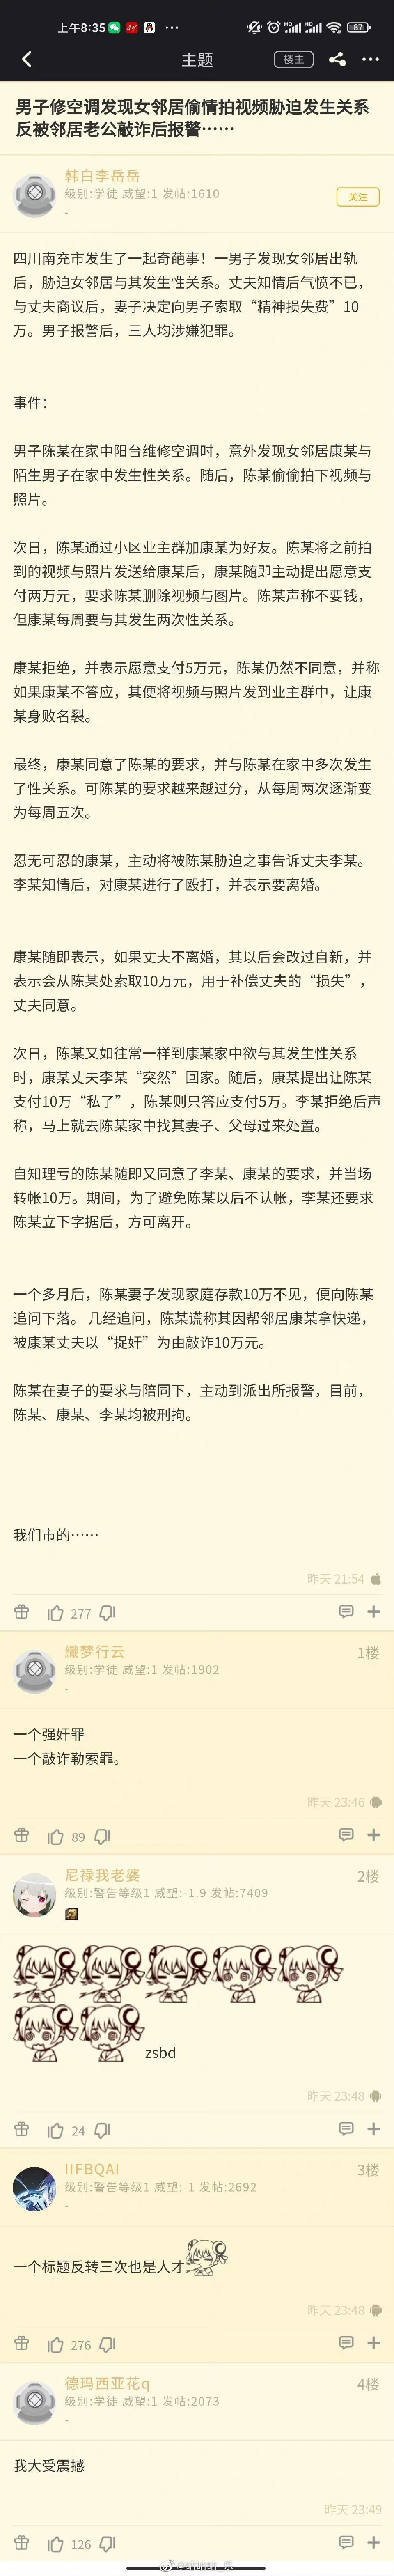 上午8:35
HD
HD
87
主题
楼主
男子修空调发现女邻居偷情拍视频胁迫发生关系
反被邻居老公敲诈后报警……
韩白李岳岳
级别:学徒 威望:1 发帖:1610
关注
-
四川南充市发生了一起奇葩事！一男子发现女邻居出轨
后，胁迫女邻居与其发生性关系。丈夫知情后气愤不已，
与丈夫商议后，妻子决定向男子索取“精神损失费”10
万。男子报警后，三人均涉嫌犯罪。
事件：
男子陈某在家中阳台维修空调时，意外发现女邻居康某与
陌生男子在家中发生性关系。随后，陈某偷偷拍下视频与
照片。
次日，陈某通过小区业主群加康某为好友。陈某将之前拍
到的视频与照片发送给康某后，康某随即主动提出愿意支
付两万元，要求陈某删除视频与图片。陈某声称不要钱，
但康某每周要与其发生两次性关系。
康某拒绝，并表示愿意支付5万元，陈某仍然不同意，并称
如果康某不答应，其便将视频与照片发到业主群中，让康
某身败名裂。
最终，康某同意了陈某的要求，并与陈某在家中多次发生
了性关系。可陈某的要求越来越过分，从每周两次逐渐变
为每周五次。
忍无可忍的康某，主动将被陈某胁迫之事告诉丈夫李某。
李某知情后，对康某进行了殴打，并表示要离婚。
康某随即表示，如果丈夫不离婚，其以后会改过自新，并
表示会从陈某处索取10万元，用于补偿丈夫的“损失”，
丈夫同意。
次日，陈某又如往常一样到康某家中欲与其发生性关系
时，康某丈夫李某“突然”回家。随后，康某提出让陈某
支付10万“私了”，陈某则只答应支付5万。李某拒绝后声
称，马上就去陈某家中找其妻子、父母过来处置。
自知理亏的陈某随即又同意了李某、康某的要求，并当场
转帐10万。期间，为了避免陈某以后不认帐，李某还要求
陈某立下字据后，方可离开。
一个多月后，陈某妻子发现家庭存款10万不见，便向陈某
追问下落。 几经追问，陈某谎称其因帮邻居康某拿快递，
被康某丈夫以“捉奸”为由敲诈10万元。
陈某在妻子的要求与陪同下，主动到派出所报警，目前，
陈某、康某、李某均被刑拘。
我们市的……
昨天 21:54
277
織梦行云
1楼
级别:学徒 威望:1 发帖:1902
-
一个强奸罪
一个敲诈勒索罪。
昨天 23:46
89
尼禄我老婆
2楼
级别:警告等级1 威望:-1.9 发帖:7409
zsbd
昨天 23:48
24
IIFBQAI
3楼
级别:警告等级1 威望:-1 发帖:2692
-
一个标题反转三次也是人才
昨天 23:48
276
德玛西亚花q
4楼
级别:学徒 威望:1 发帖:2073
-
我大受震撼
昨天 23:49
126